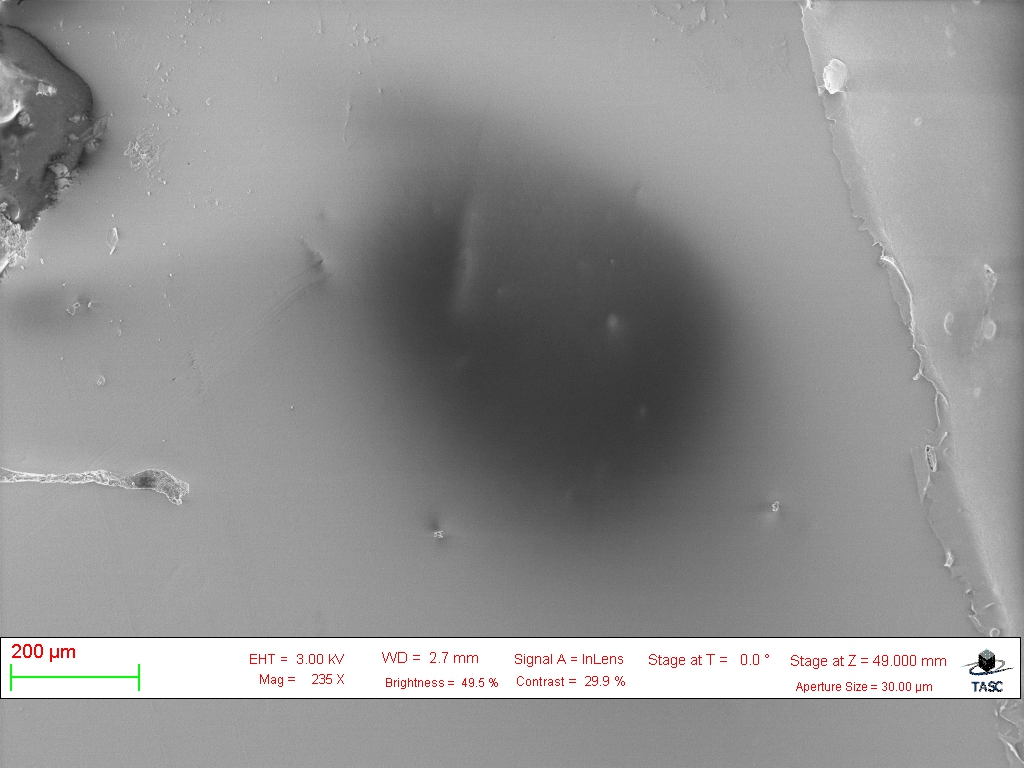 200 µm
EHT = 3.00 kV WD = 2.7 mm Signal A = InLens Stage at T = 0.0 ° Stage at Z = 49.000 mm
Mag = 235 X Brightness = 49.5 % Contrast = 29.9 % Aperture Size = 30.00 µm
TASC